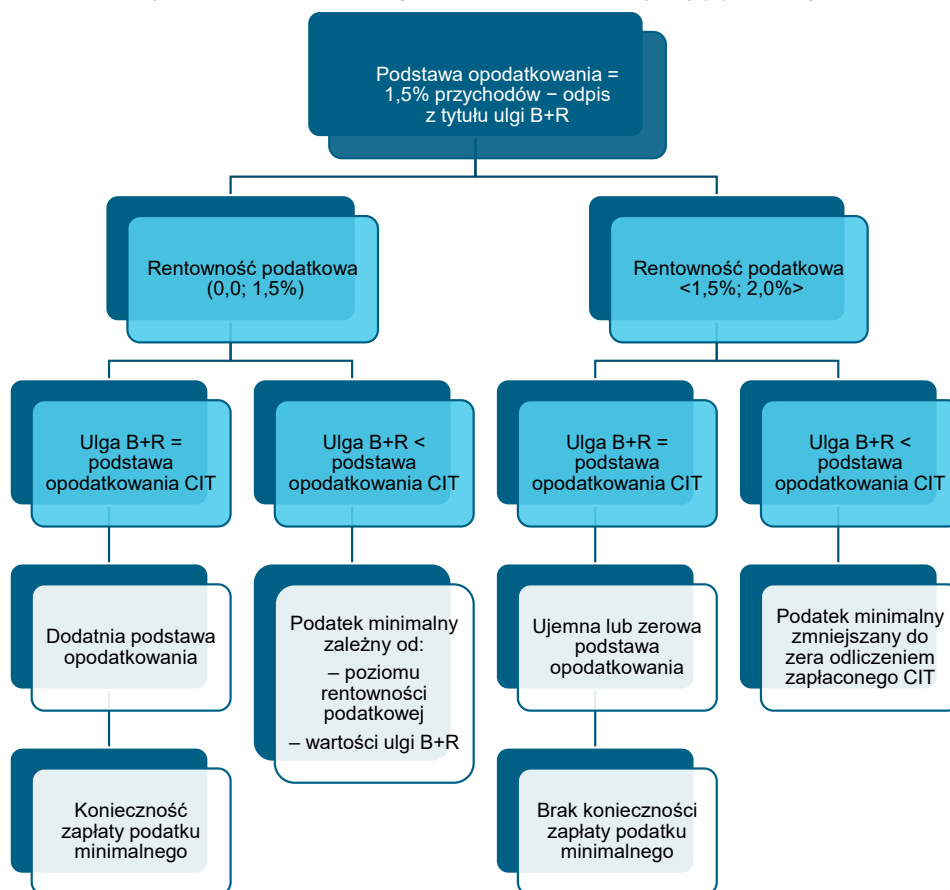 Podstawa opodatkowania =
1,5% przychodów − odpis
z tytułu ulgi B+R
Rentowność podatkowa
(0,0; 1,5%)
Rentowność podatkowa
<1,5%; 2,0%>
Ulga B+R =
podstawa
opodatkowania CIT
Ulga B+R <
podstawa
opodatkowania CIT
Ulga B+R =
podstawa
opodatkowania CIT
Ulga B+R <
podstawa
opodatkowania CIT
Dodatnia podstawa
opodatkowania
Podatek minimalny
zależny od:
– poziomu
rentowności
podatkowej
– wartości ulgi B+R
Ujemna lub zerowa
podstawa
opodatkowania
Podatek minimalny
zmniejszany do
zera odliczeniem
zapłaconego CIT
Konieczność
zapłaty podatku
minimalnego
Brak konieczności
zapłaty podatku
minimalnego